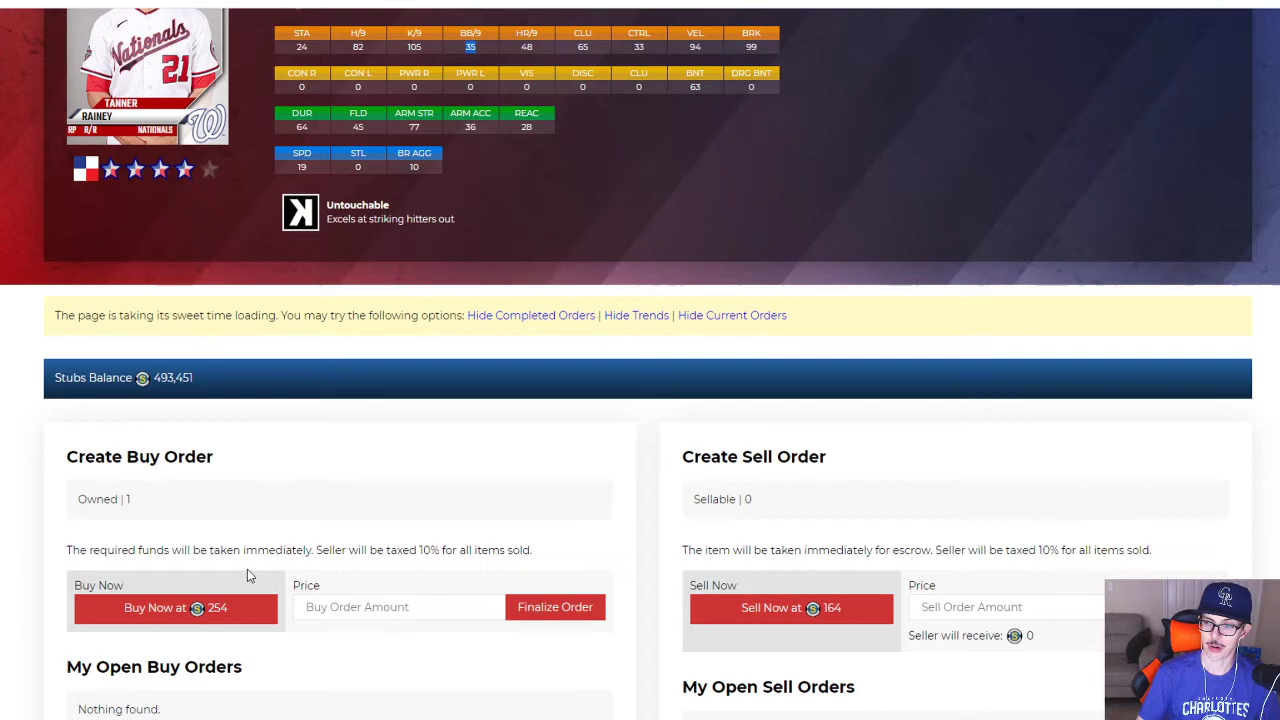 STA H/9 K/9 BB/9 HR/9 CLU CTRL VEL BRK
24 82 105 35 48 65 33 94 99
CON R CON L PWR R PWR L VIS DISC CLU BNT DRG BNT
0 0 0 0 0 0 0 63 0
DUR FLD ARM STR ARM ACC REAC
64 45 77 36 28
SPD STL BR AGG
19 0 10
Nationals
21
TANNER
RAINEY
RP R/R NATIONALS
W
K
Untouchable
Excels at striking hitters out
The page is taking its sweet time loading. You may try the following options: Hide Completed Orders | Hide Trends | Hide Current Orders
Stubs Balance S 493,451
Create Buy Order
Owned | 1
The required funds will be taken immediately. Seller will be taxed 10% for all items sold.
Buy Now
Buy Now at S 254
Price
Buy Order Amount
Finalize Order
My Open Buy Orders
Nothing found.
Create Sell Order
Sellable | 0
The item will be taken immediately for escrow. Seller will be taxed 10% for all items sold.
Sell Now
Sell Now at S 164
Price
Sell Order Amount
Seller will receive: S 0
My Open Sell Orders
CR
CHARLOTTES